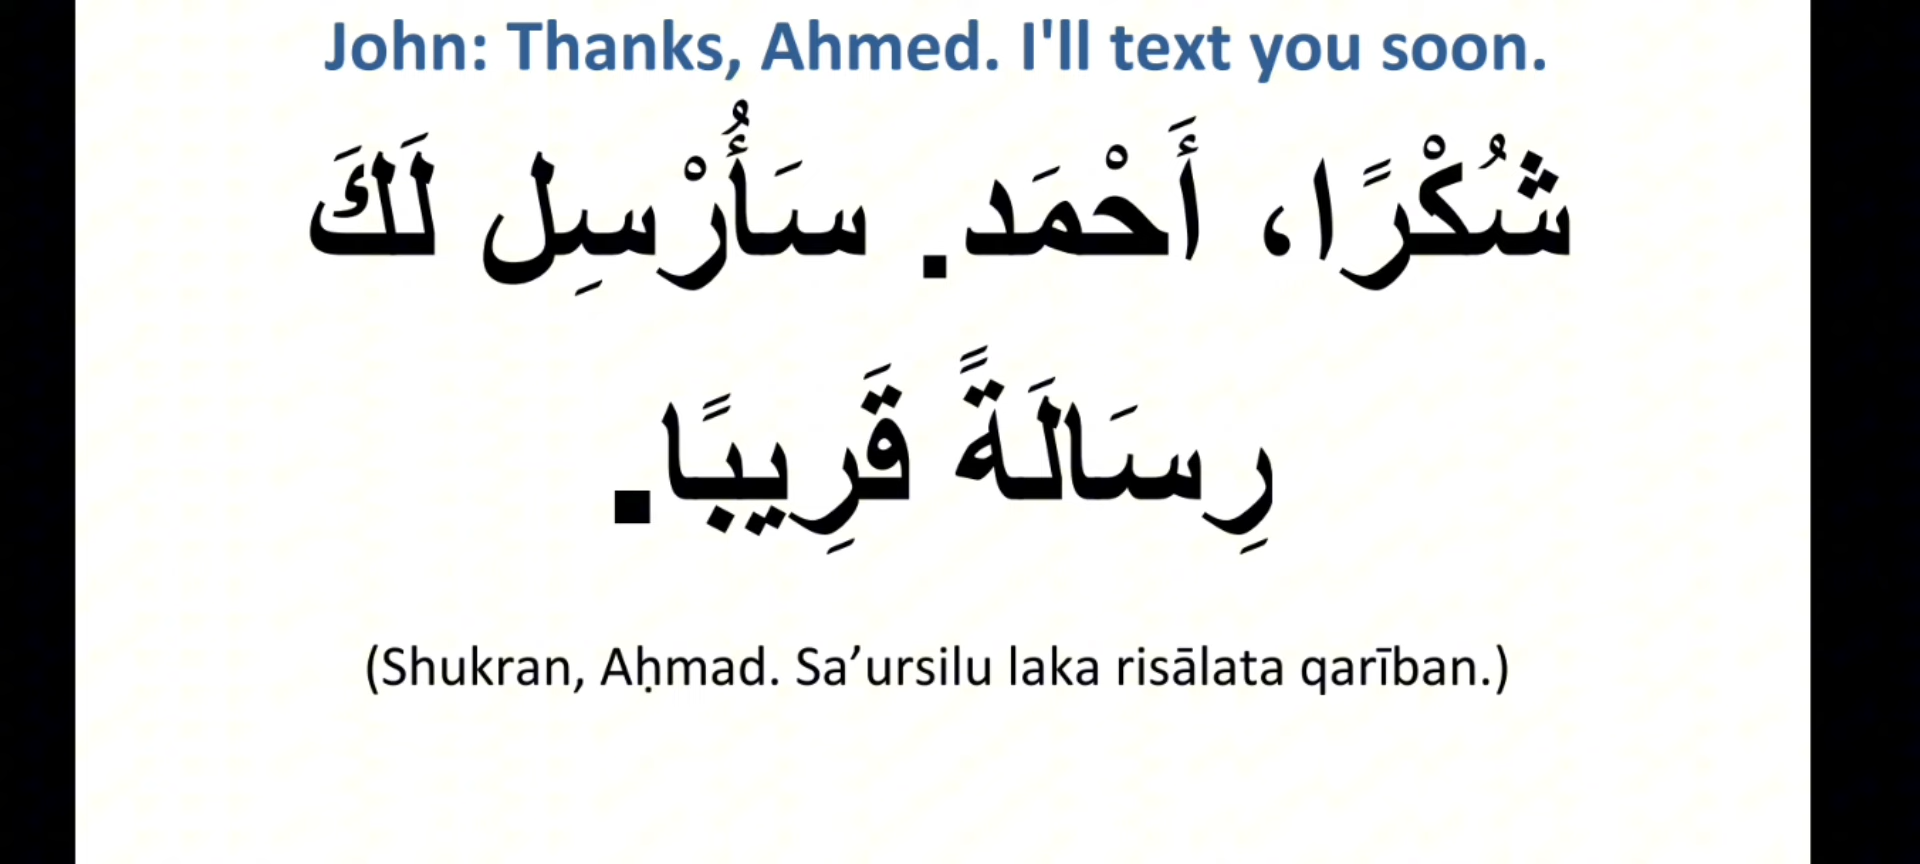 John: Thanks, Ahmed. I'll text you soon.
شُكْرًا، أَحْمَد. سَأُرْسِل لَكَ
رِسَالَةً قَرِيبًا.
(Shukran, Aḥmad. Sa’ursilu laka risālata qarīban.)